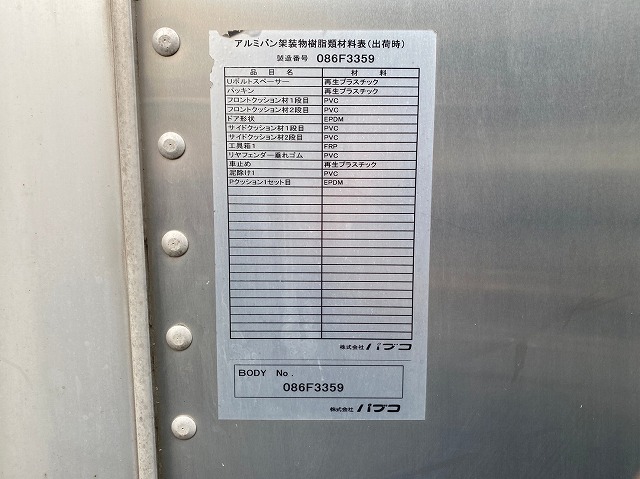 アルミバン架装物樹脂類材料表(出荷時)
製造番号 086F3359
品目名 材料
Uボルトスペーサー 再生プラスチック
パッキン 再生プラスチック
フロントクッション材1段目 PVC
フロントクッション材2段目 PVC
ドア形状 EPDM
サイドクッション材1段目 PVC
サイドクッション材2段目 PVC
工具箱1 FRP
リヤフェンダー垂れゴム PVC
車止め 再生プラスチック
泥除け1 PVC
Pクッション1セット目 EPDM
株式会社 パブコ
BODY No. 086F3359
株式会社 パブコ